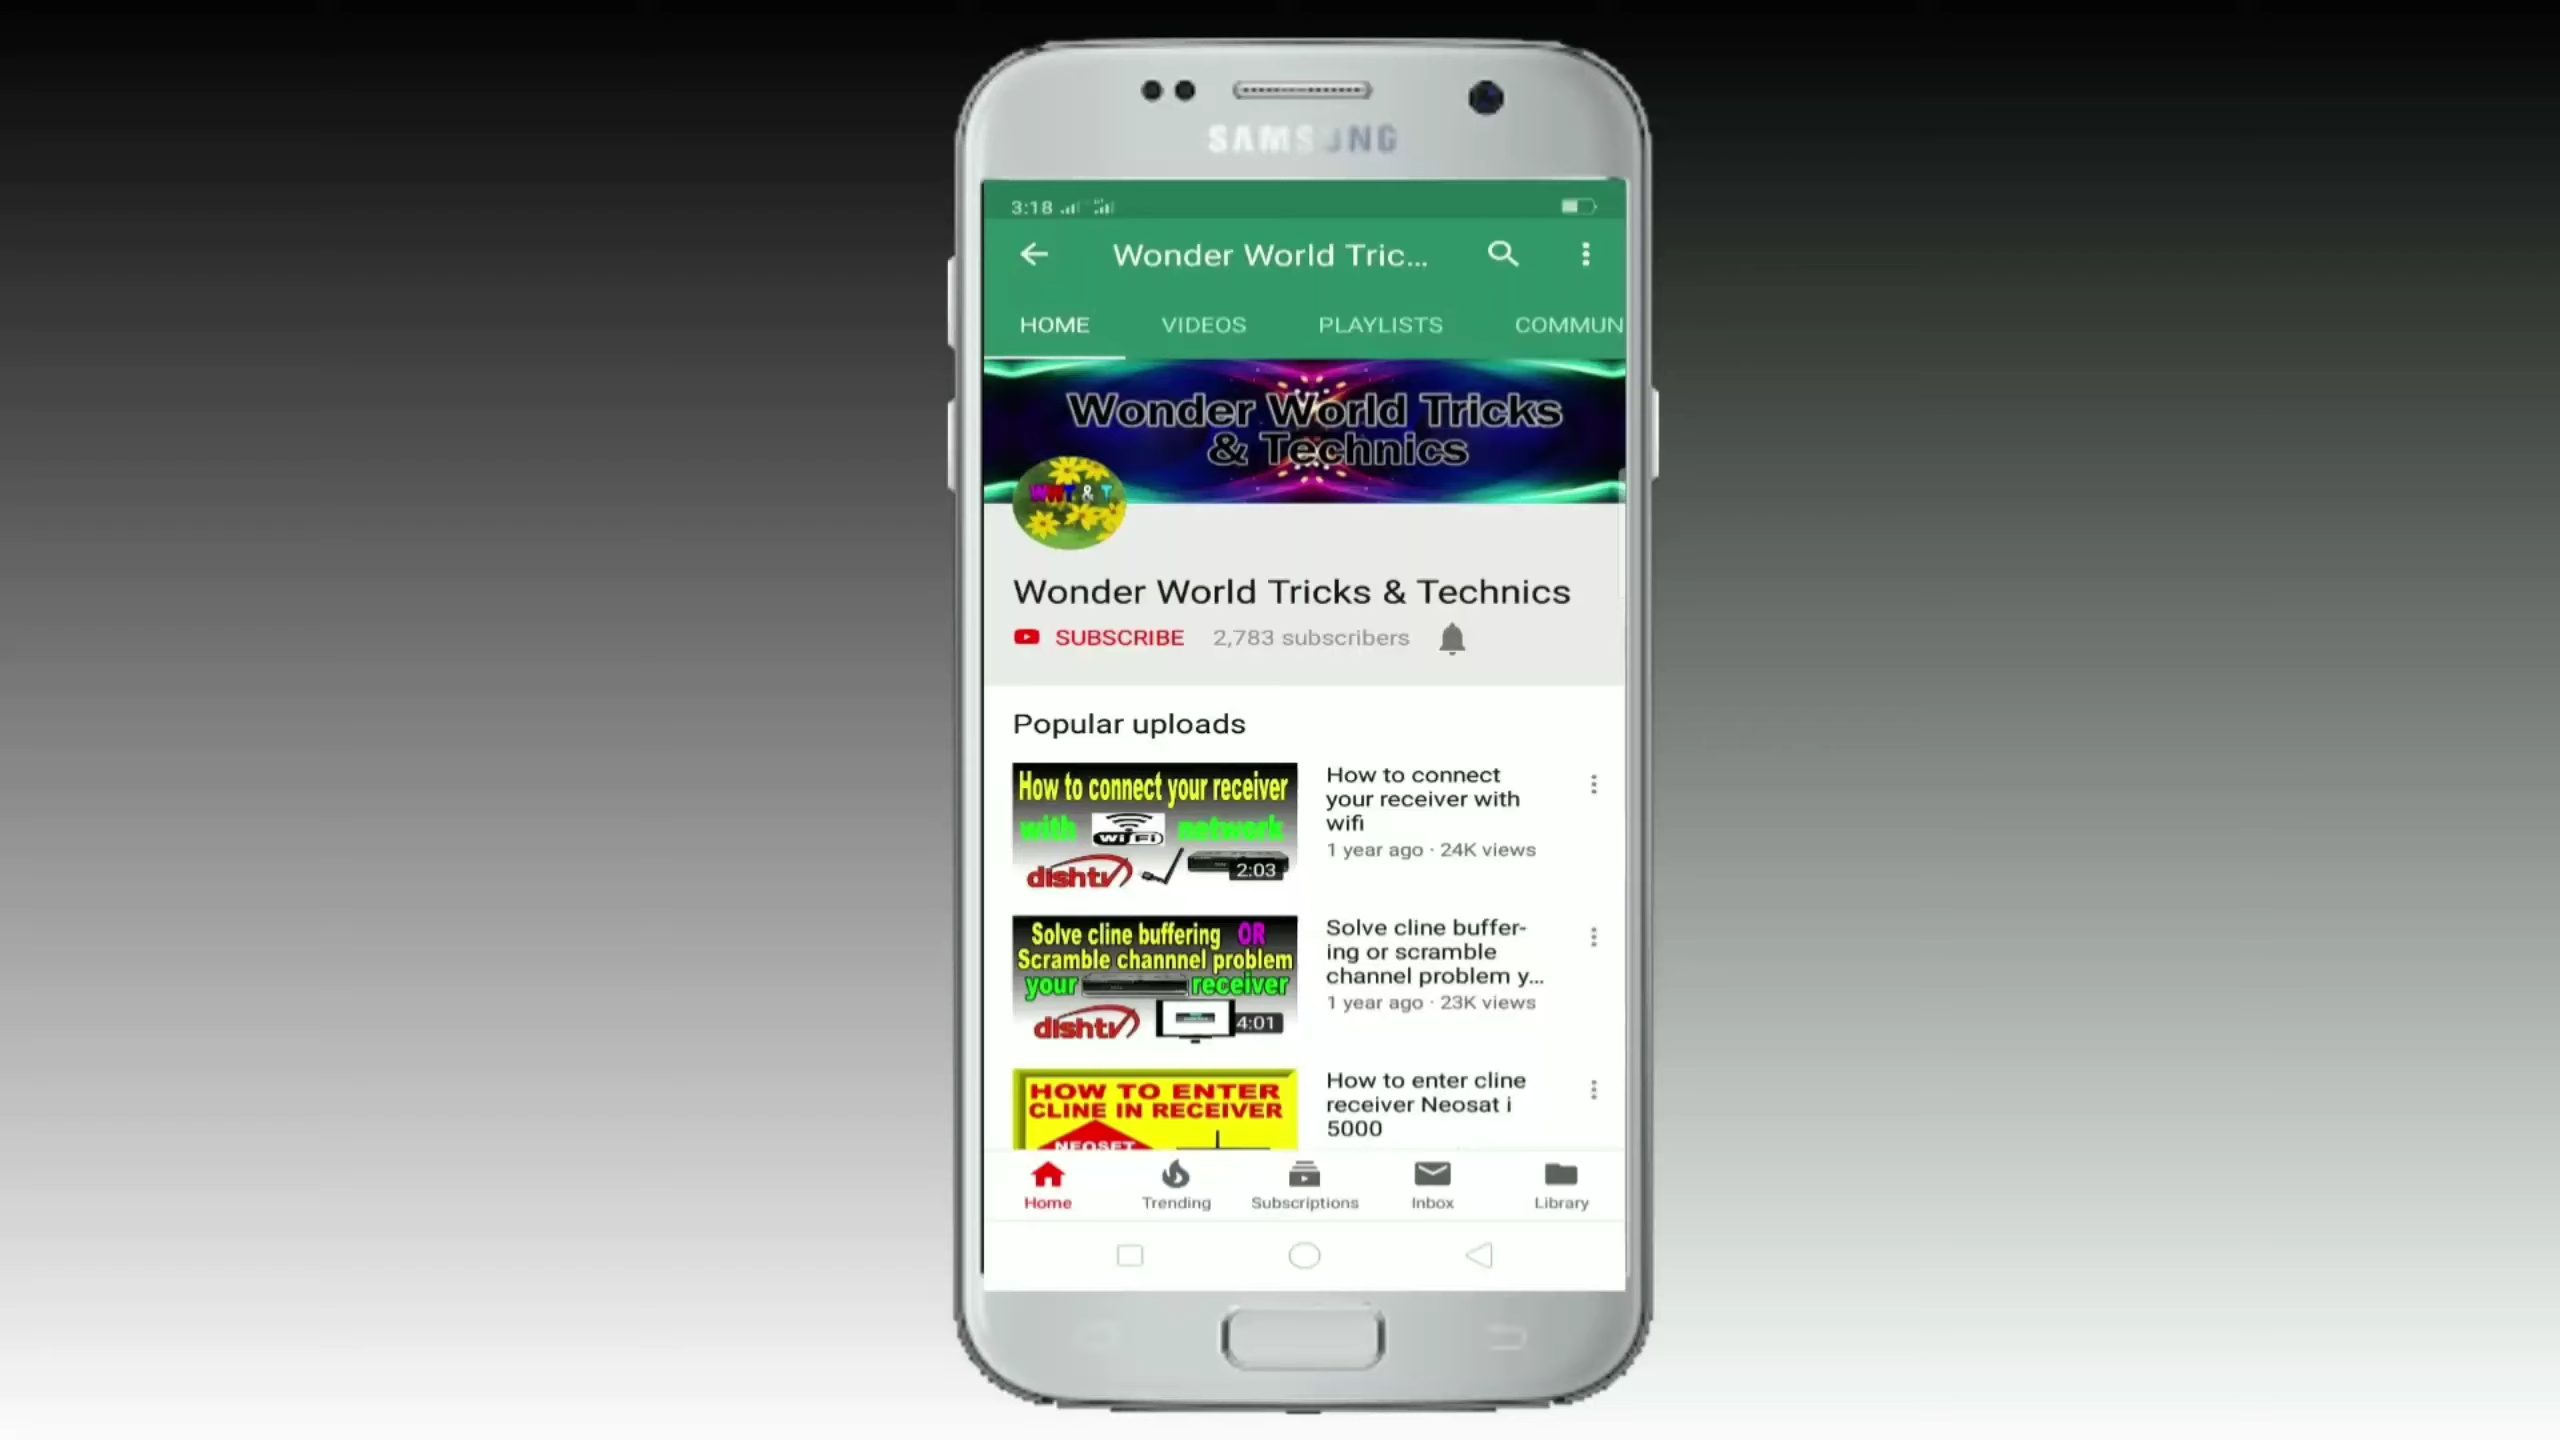 SAMSUNG
3:18
Wonder World Tric...
HOME VIDEOS PLAYLISTS COMMUN
Wonder World Tricks
& Technics
WWT & T
Wonder World Tricks & Technics
SUBSCRIBE 2,783 subscribers
Popular uploads
How to connect your receiver
with WiFi network
dishtv 2:03
How to connect
your receiver with
wifi
1 year ago · 24K views
Solve cline buffering OR
Scramble channnel problem
your receiver
dishtv 4:01
Solve cline buffer-
ing or scramble
channel problem y...
1 year ago · 23K views
HOW TO ENTER
CLINE IN RECEIVER
NEOSET
How to enter cline
receiver Neosat i
5000
Home Trending Subscriptions Inbox Library